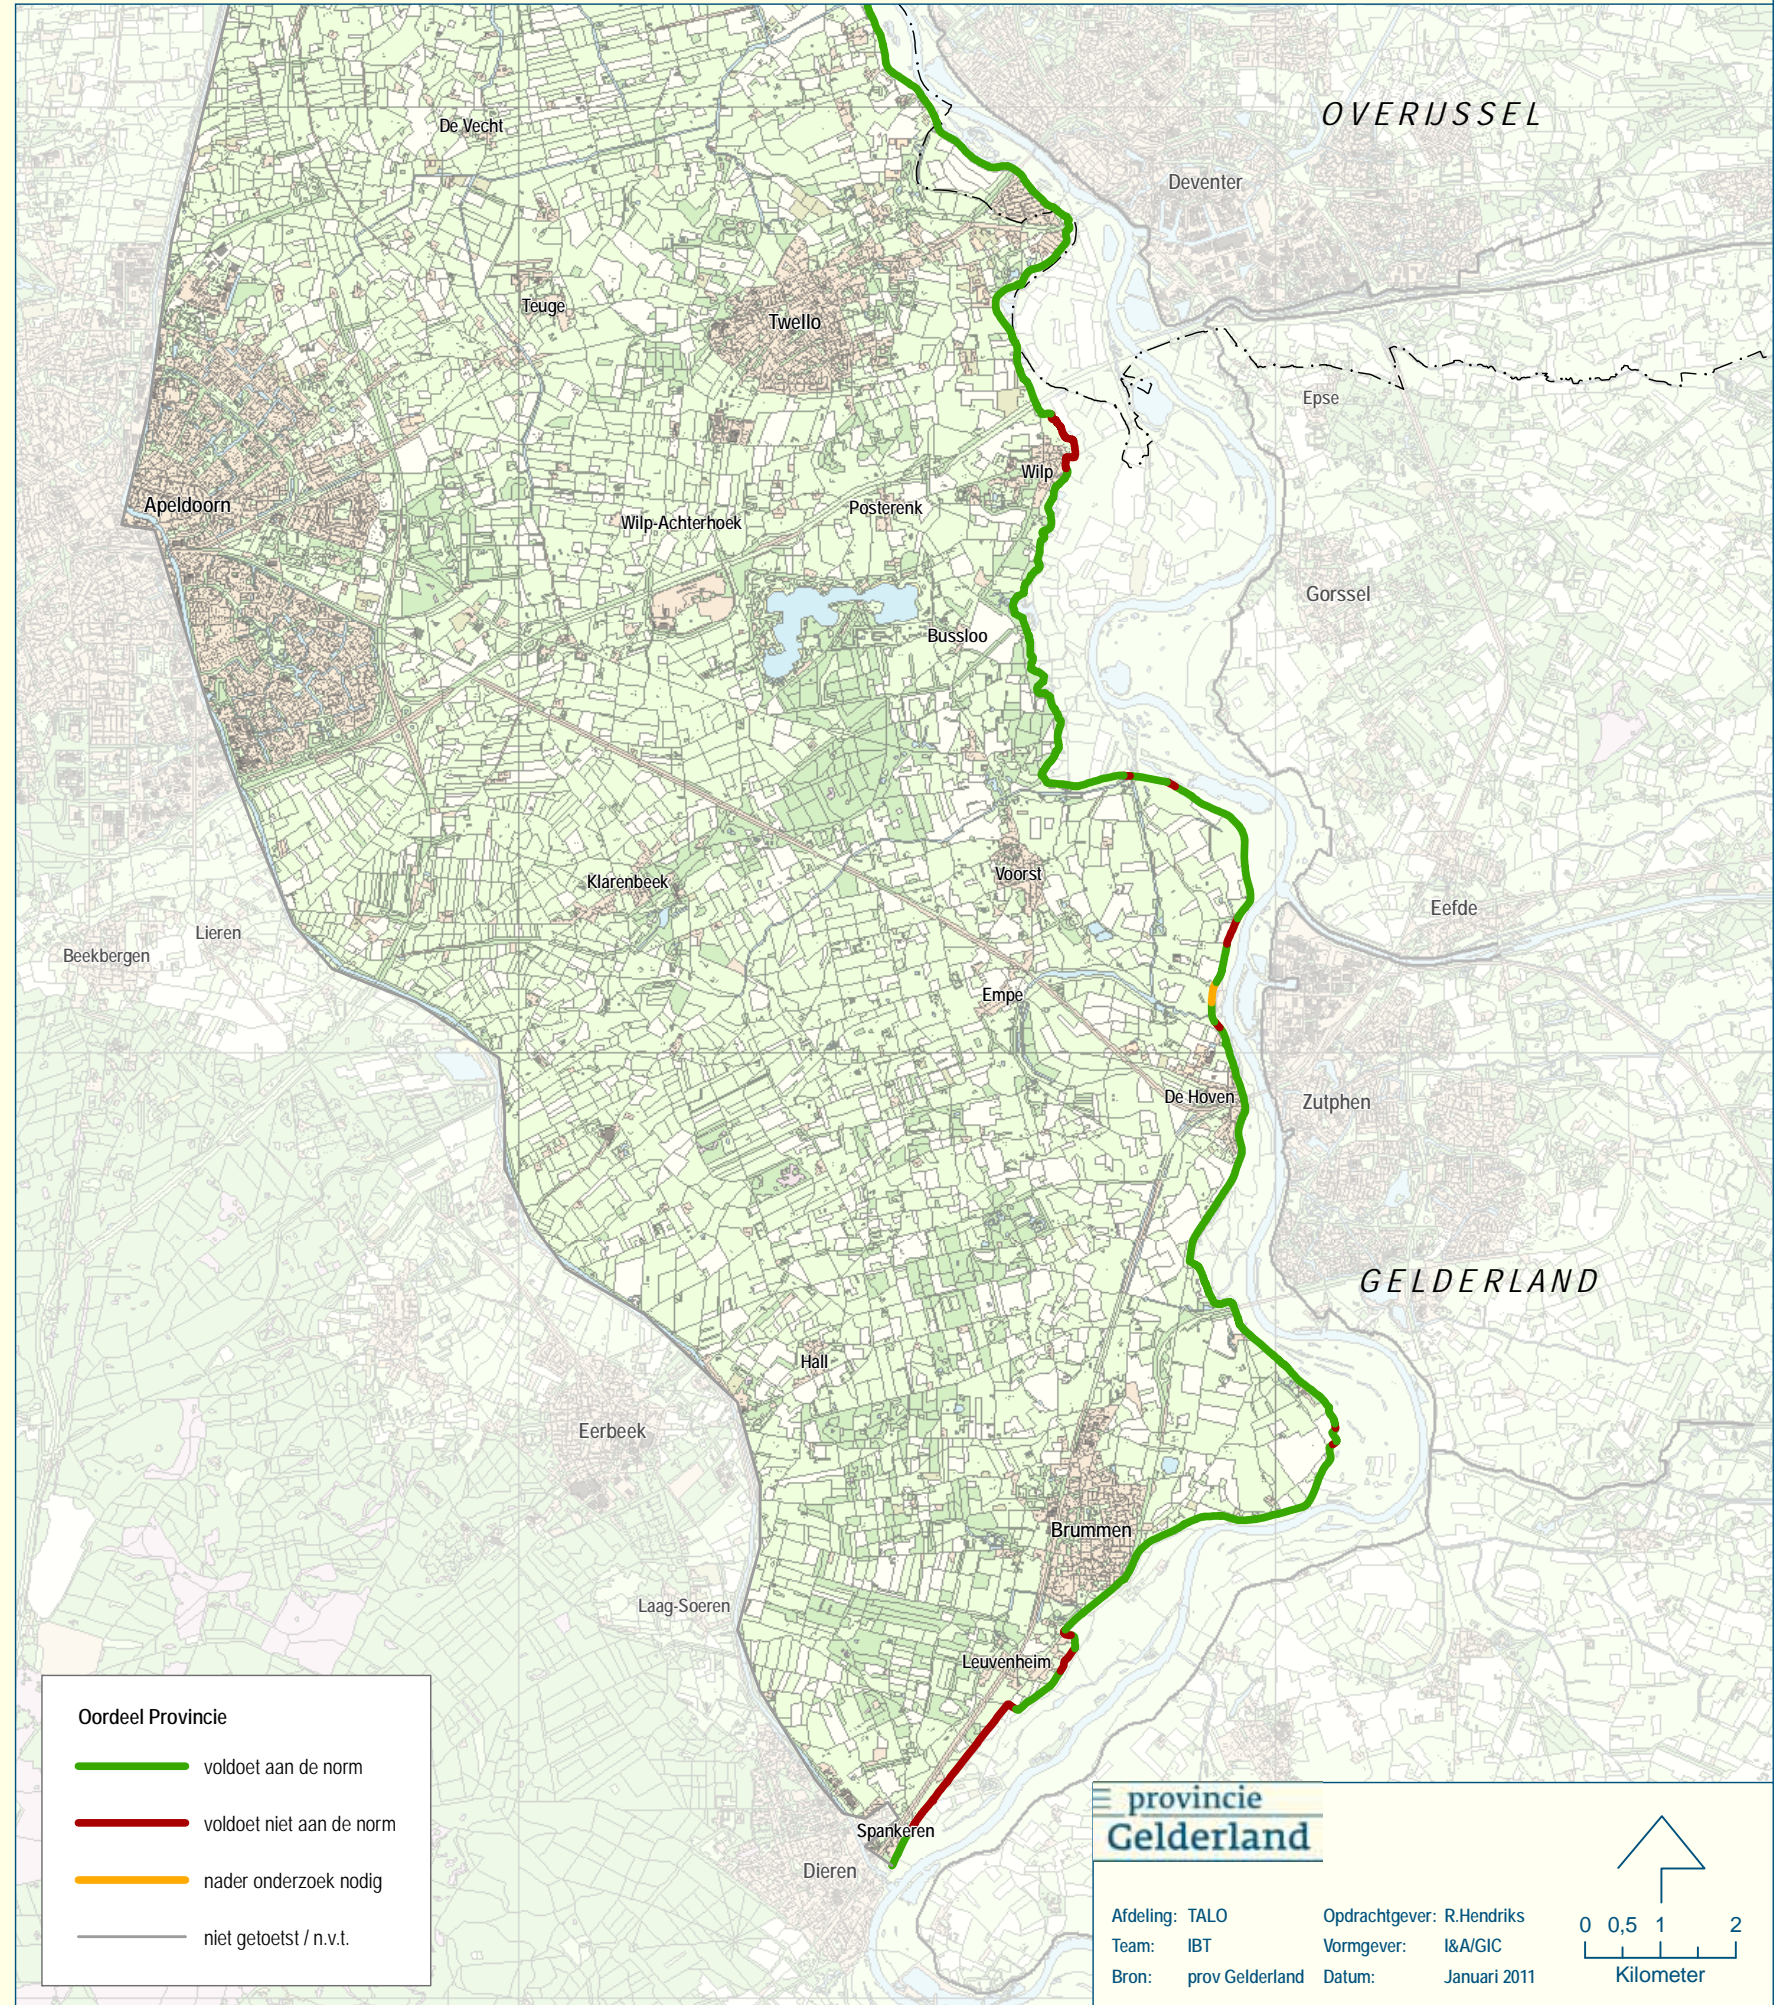 OVERIJSSEL
De Vecht
Deventer
Teuge
Twello
Epse
Wilp
Apeldoorn
Posterenk
Wilp-Achterhoek
Gorssel
Bussloo
Voorst
Klarenbeek
Eefde
Lieren
Beekbergen
Empe
De Hoven
Zutphen
GELDERLAND
Hall
Eerbeek
Brummen
Laag-Soeren
Leuvenheim
Spankeren
Dieren
Oordeel Provincie
voldoet aan de norm
voldoet niet aan de norm
nader onderzoek nodig
niet getoetst / n.v.t.
provincie
Gelderland
Afdeling: TALO Opdrachtgever: R.Hendriks
Team: IBT Vormgever: I&A/GIC
Bron: prov Gelderland Datum: Januari 2011
0 0,5 1 2
Kilometer